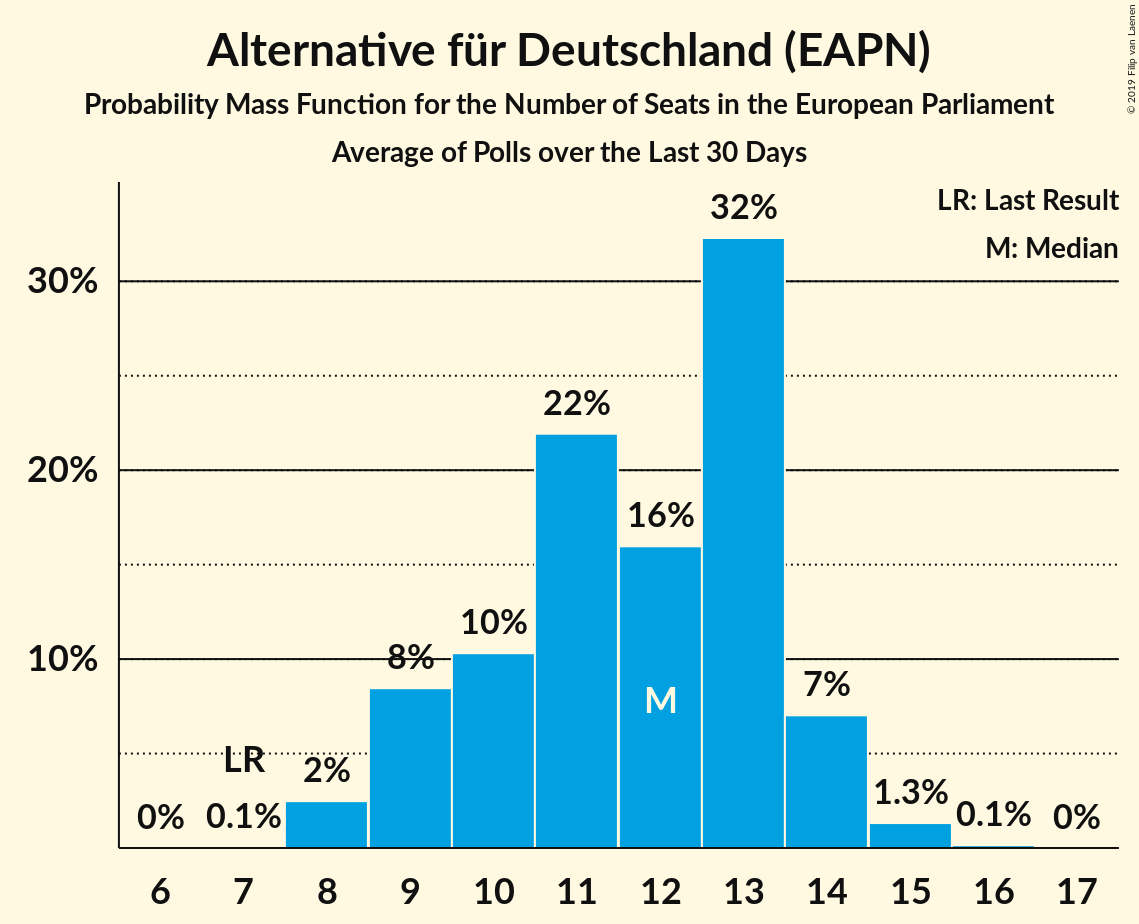 Alternative für Deutschland (EAPN)
Probability Mass Function for the Number of Seats in the European Parliament
Average of Polls over the Last 30 Days
© 2019 Filip van Laenen
LR: Last Result
M: Median
30%
20%
10%
0%
0.1%
LR
2%
8%
10%
22%
16%
M
32%
7%
1.3%
0.1%
0%
6 7 8 9 10 11 12 13 14 15 16 17